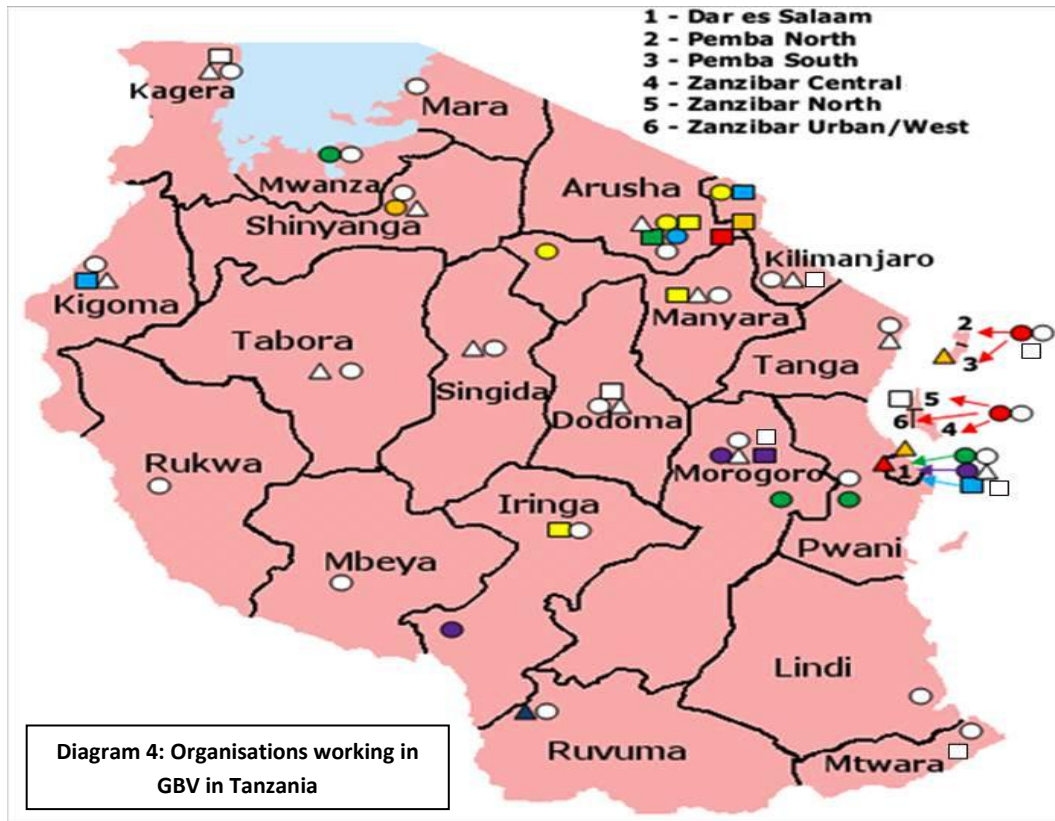 1 - Dar es Salaam
2 - Pemba North
3 - Pemba South
4 - Zanzibar Central
5 - Zanzibar North
6 - Zanzibar Urban/West
Kagera
Mara
Mwanza
Arusha
Shinyanga
Kilimanjaro
Kigoma
Manyara
Tabora
Singida
Tanga
2
3
Dodoma
5
6
4
Rukwa
Morogoro
1
Iringa
Pwani
Mbeya
Lindi
Ruvuma
Mtwara
Diagram 4: Organisations working in
GBV in Tanzania